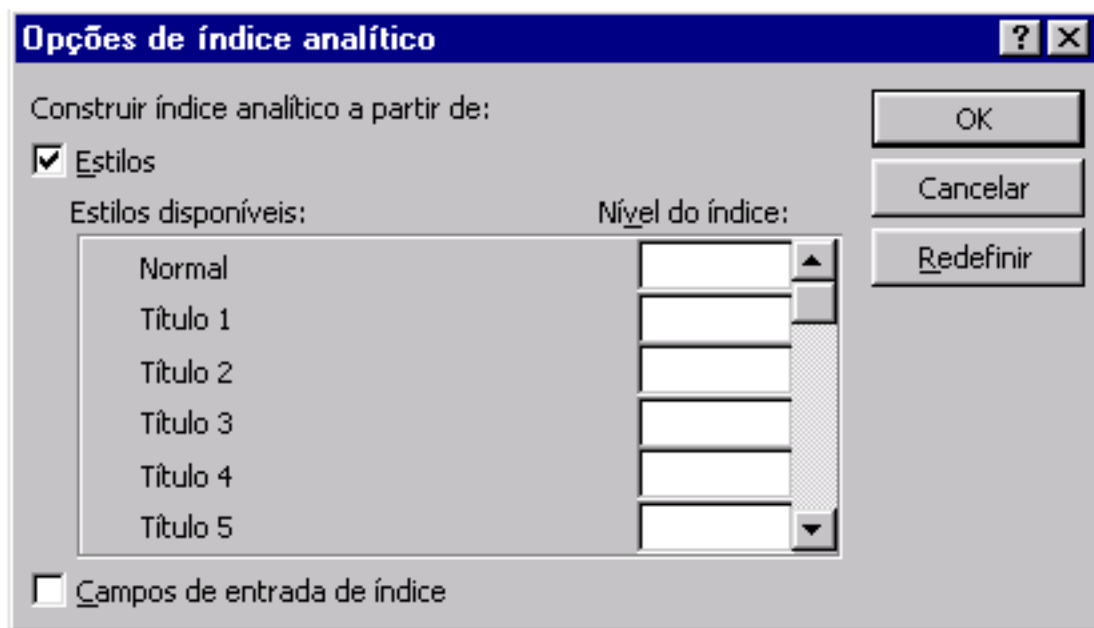 Opções de índice analítico
Construir índice analítico a partir de:
OK
Estilos
Cancelar
Estilos disponíveis: Nível do índice:
Redefinir
Normal
Título 1
Título 2
Título 3
Título 4
Título 5
Campos de entrada de índice